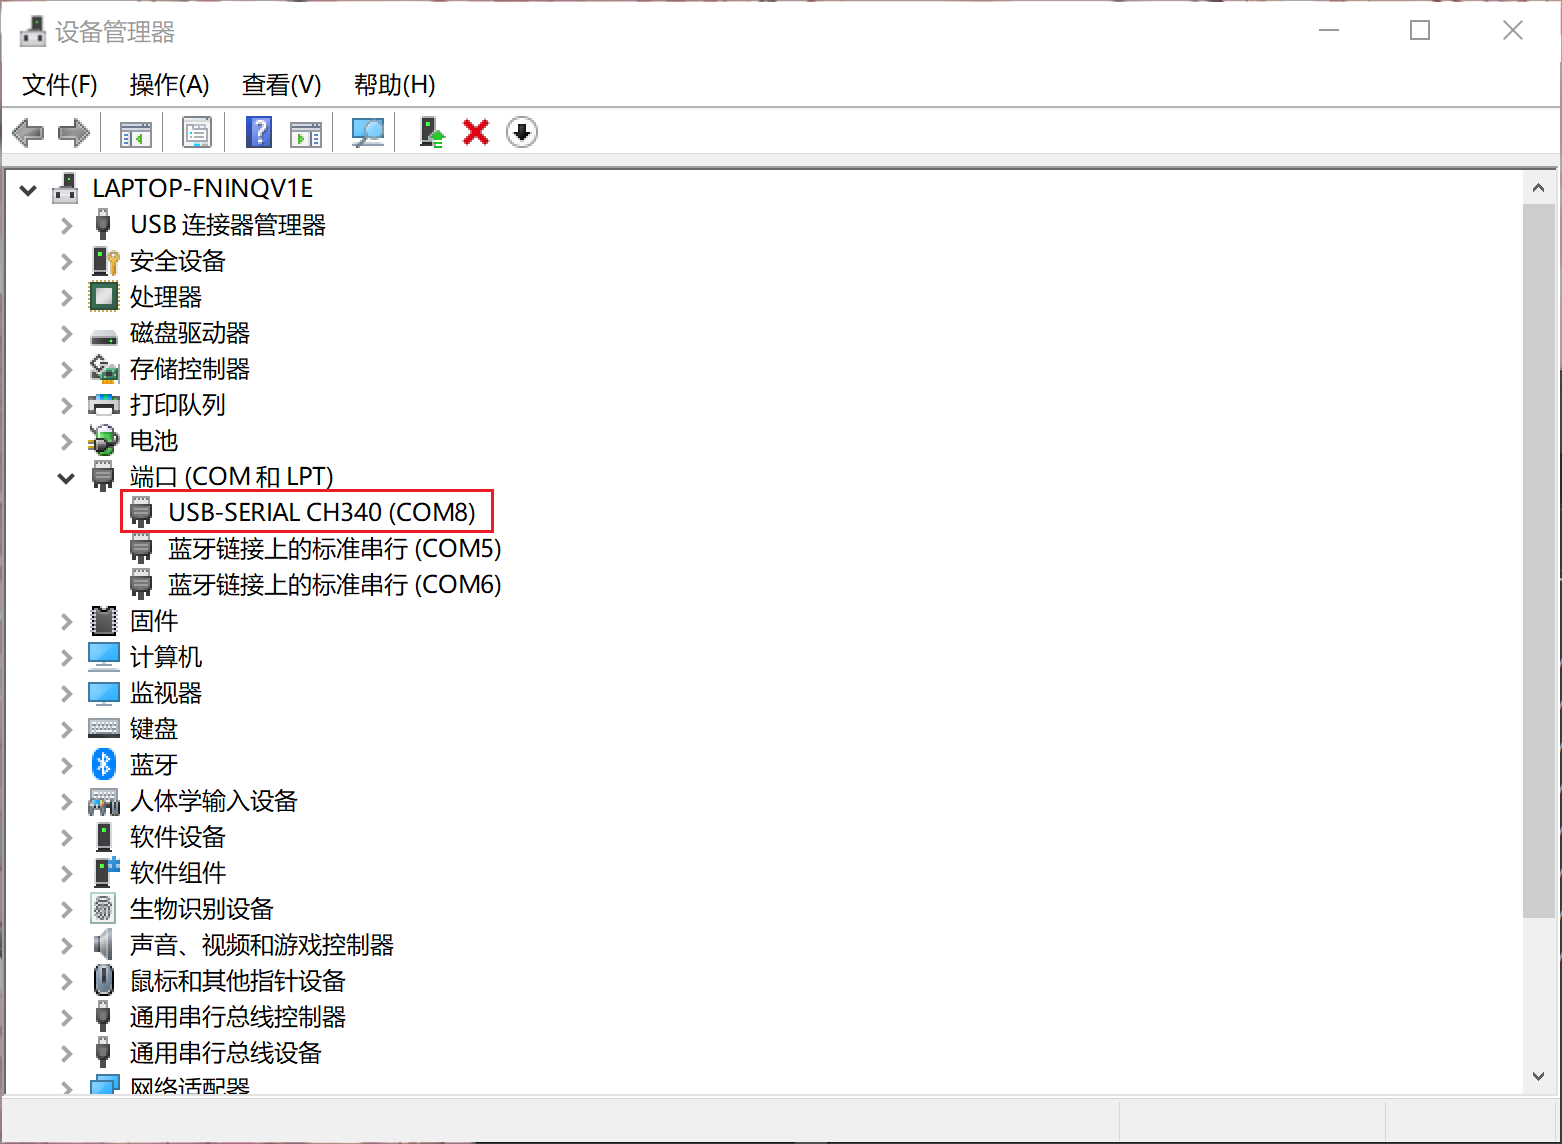 设备管理器
文件(F) 操作(A) 查看(V) 帮助(H)
LAPTOP-FNINQV1E
USB 连接器管理器
安全设备
处理器
磁盘驱动器
存储控制器
打印队列
电池
端口 (COM 和 LPT)
USB-SERIAL CH340 (COM8)
蓝牙链接上的标准串行 (COM5)
蓝牙链接上的标准串行 (COM6)
固件
计算机
监视器
键盘
蓝牙
人体学输入设备
软件设备
软件组件
生物识别设备
声音、视频和游戏控制器
鼠标和其他指针设备
通用串行总线控制器
通用串行总线设备
网络适配器